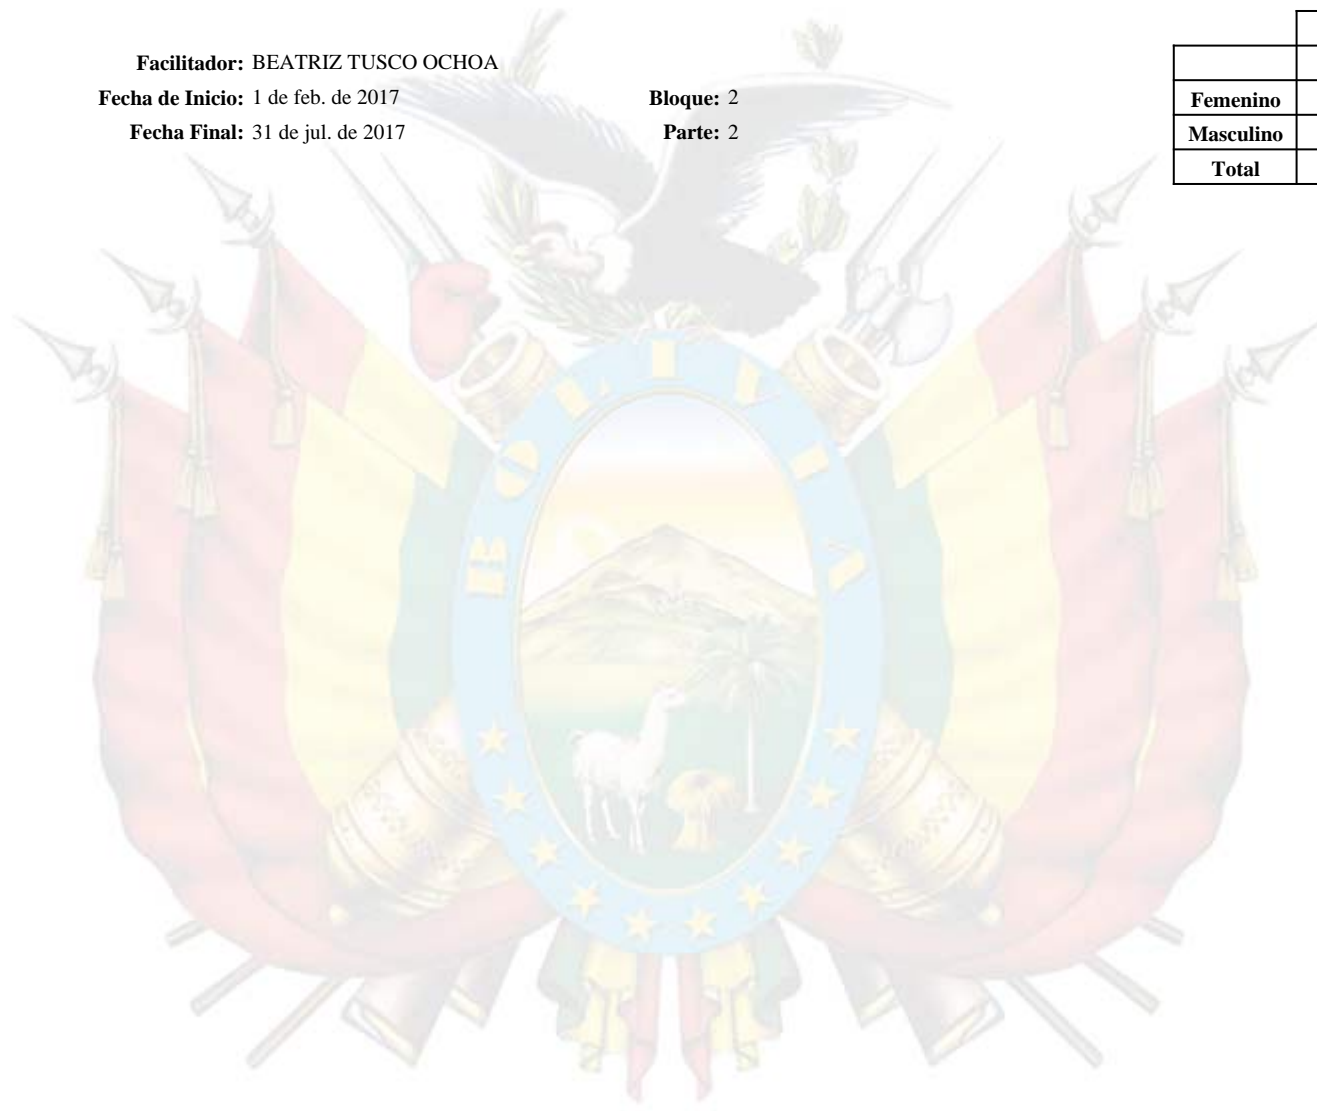 Facilitador: BEATRIZ TUSCO OCHOA
Fecha de Inicio: 1 de feb. de 2017 Bloque: 2
Fecha Final: 31 de jul. de 2017 Parte: 2
Femenino
Masculino
Total
BOLIVIA